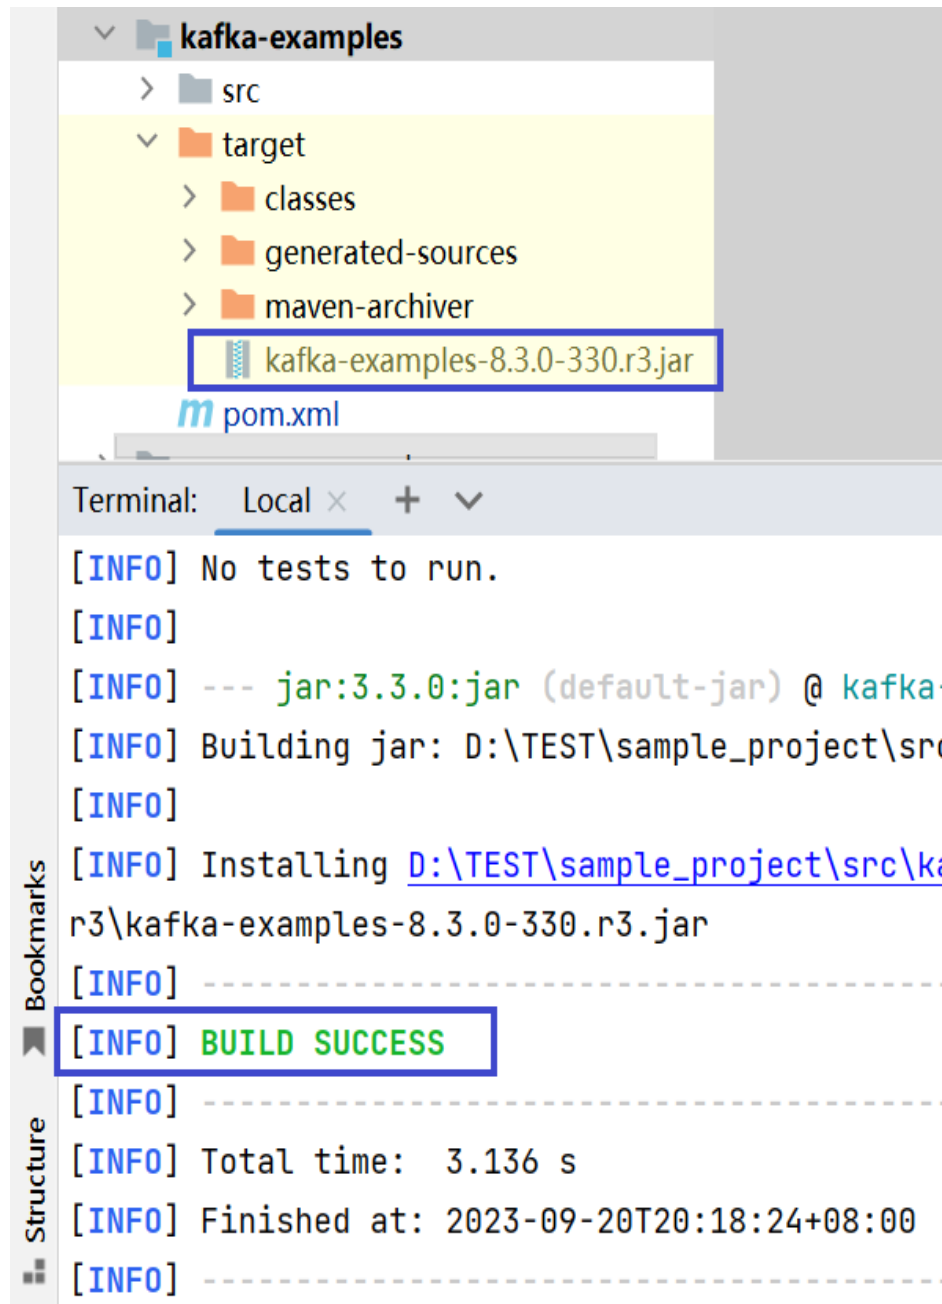 kafka-examples
src
target
classes
generated-sources
maven-archiver
kafka-examples-8.3.0-330.r3.jar
m pom.xml
Terminal: Local × + 
[INFO] No tests to run.
[INFO]
[INFO] --- jar:3.3.0:jar (default-jar) @ kafka-
[INFO] Building jar: D:\TEST\sample_project\src
[INFO]
[INFO] Installing D:\TEST\sample_project\src\ka
r3\kafka-examples-8.3.0-330.r3.jar
[INFO] ----------------------------------------
[INFO] BUILD SUCCESS
[INFO] ----------------------------------------
[INFO] Total time:  3.136 s
[INFO] Finished at: 2023-09-20T20:18:24+08:00
[INFO] ----------------------------------------
Bookmarks
Structure